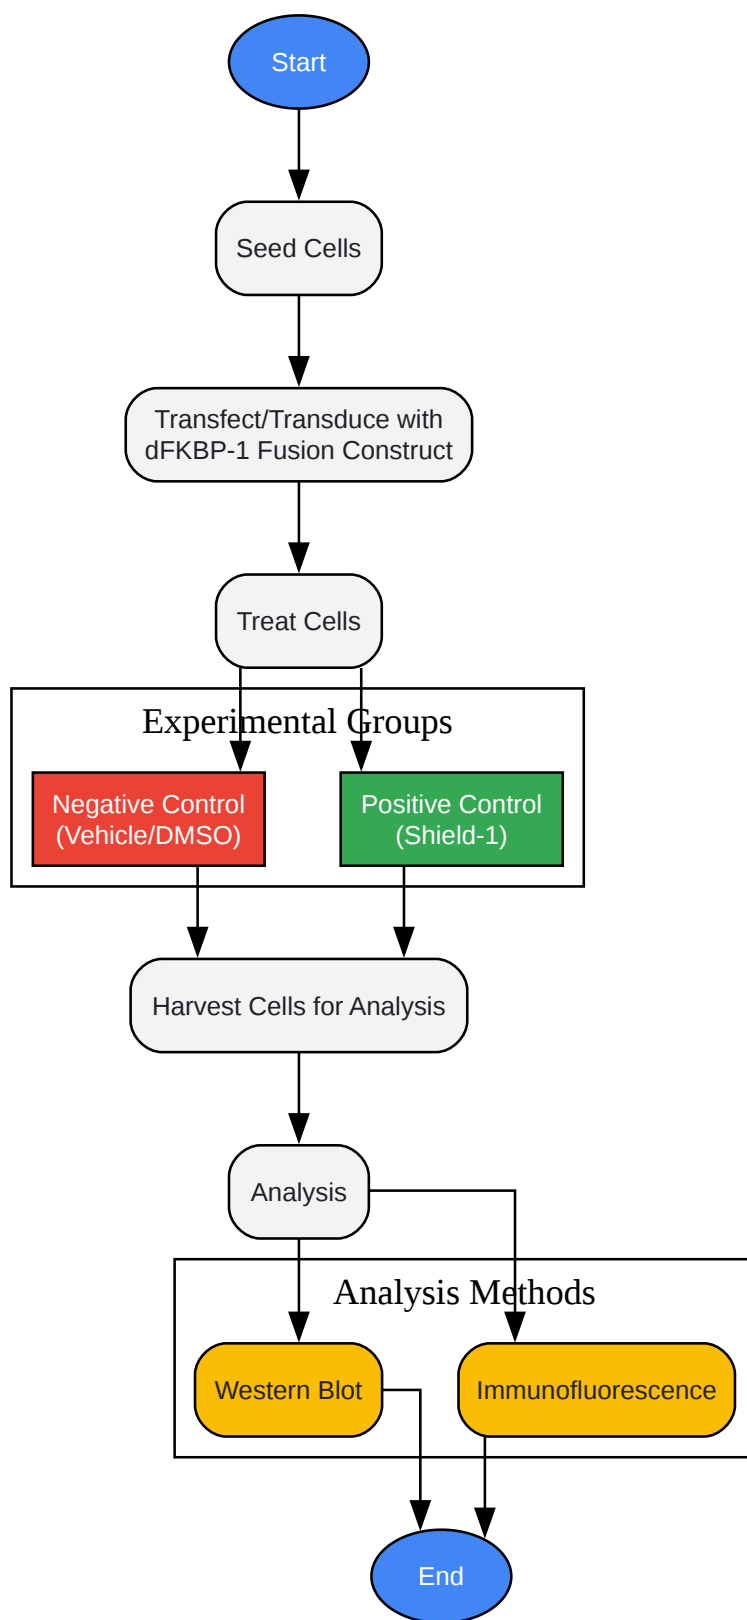 Start
Seed Cells
Transfect/Transduce with
dFKBP-1 Fusion Construct
Treat Cells
Experimental Groups
Negative Control
(Vehicle/DMSO)
Positive Control
(Shield-1)
Harvest Cells for Analysis
Analysis
Analysis Methods
Western Blot
Immunofluorescence
End